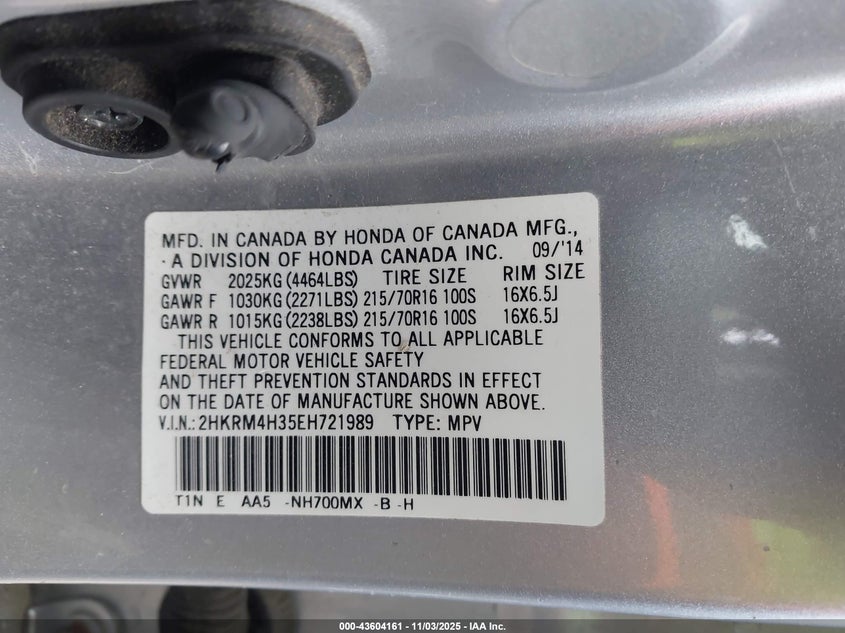 MFD. IN CANADA BY HONDA OF CANADA MFG.,
A DIVISION OF HONDA CANADA INC. 09/'14
GVWR 2025KG (4464LBS) TIRE SIZE RIM SIZE
GAWR F 1030KG (2271LBS) 215/70R16 100S 16X6.5J
GAWR R 1015KG (2238LBS) 215/70R16 100S 16X6.5J
THIS VEHICLE CONFORMS TO ALL APPLICABLE
FEDERAL MOTOR VEHICLE SAFETY
AND THEFT PREVENTION STANDARDS IN EFFECT
ON THE DATE OF MANUFACTURE SHOWN ABOVE.
V.I.N.: 2HKRM4H35EH721989 TYPE: MPV
T1N E AA5 -NH700MX -B -H
000-43604161 - 11/03/2025 - IAA Inc.